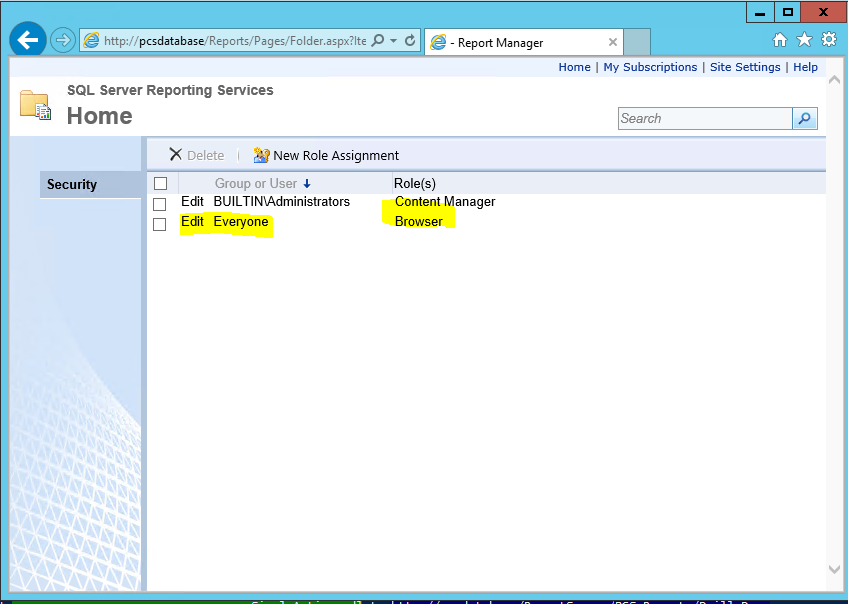 http://pcsdatabase/Reports/Pages/Folder.aspx?Ite
- Report Manager
Home | My Subscriptions | Site Settings | Help
SQL Server Reporting Services
Home
Search
Delete | New Role Assignment
Security
Group or User Role(s)
Edit BUILTIN\Administrators Content Manager
Edit Everyone Browser